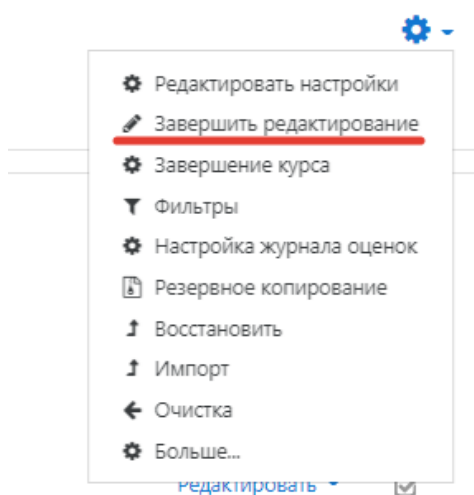 Редактировать настройки
Завершить редактирование
Завершение курса
Фильтры
Настройка журнала оценок
Резервное копирование
Восстановить
Импорт
Очистка
Больше...
Редактировать